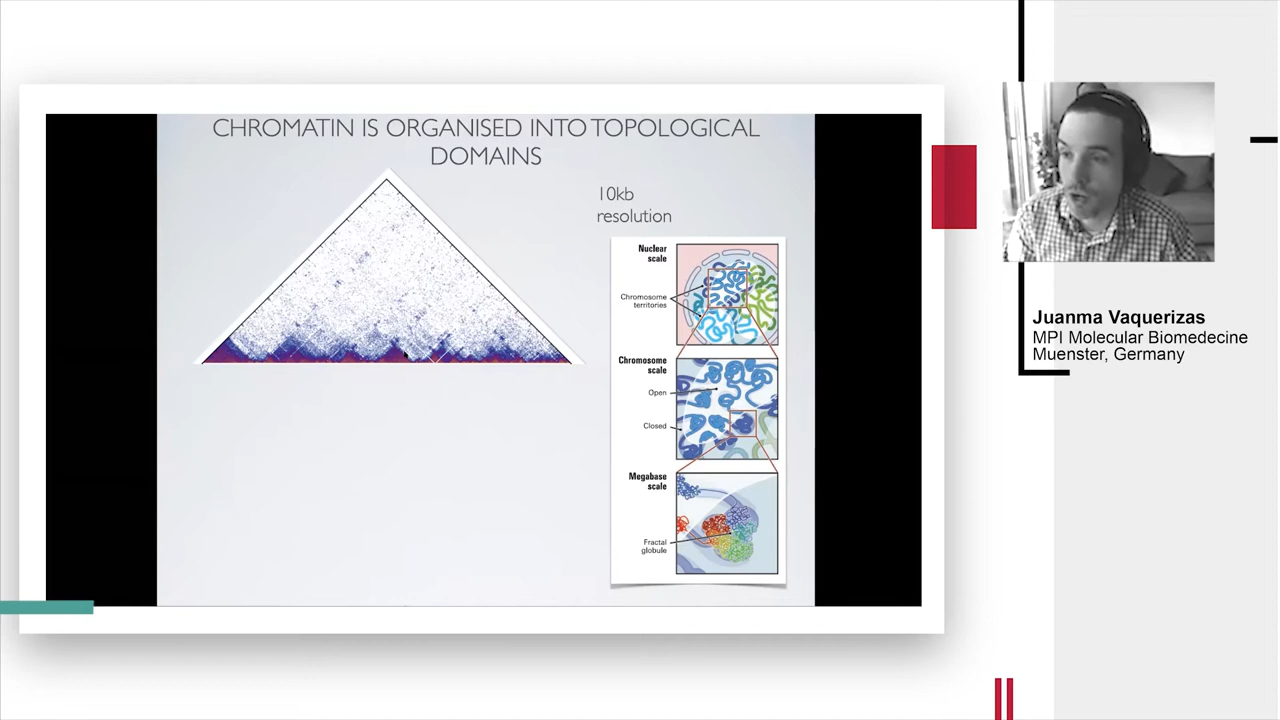 CHROMATIN IS ORGANISED INTO TOPOLOGICAL
DOMAINS
10kb
resolution
Nuclear
scale
Chromosome
territories
Chromosome
scale
Open
Closed
Megabase
scale
Fractal
globule
Juanma Vaquerizas
MPI Molecular Biomedecine
Muenster, Germany